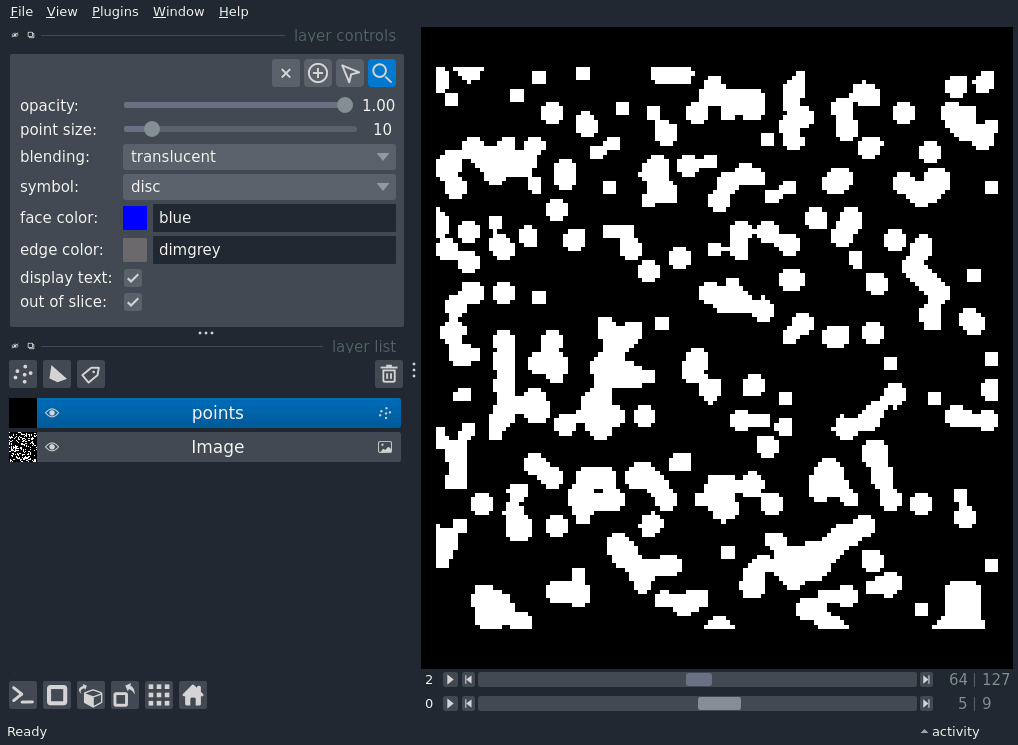 File View Plugins Window Help
layer controls
opacity: 1.00
point size: 10
blending: translucent
symbol: disc
face color: blue
edge color: dimgrey
display text:
out of slice:
layer list
points
Image
2 64 | 127
0 5 | 9
Ready activity